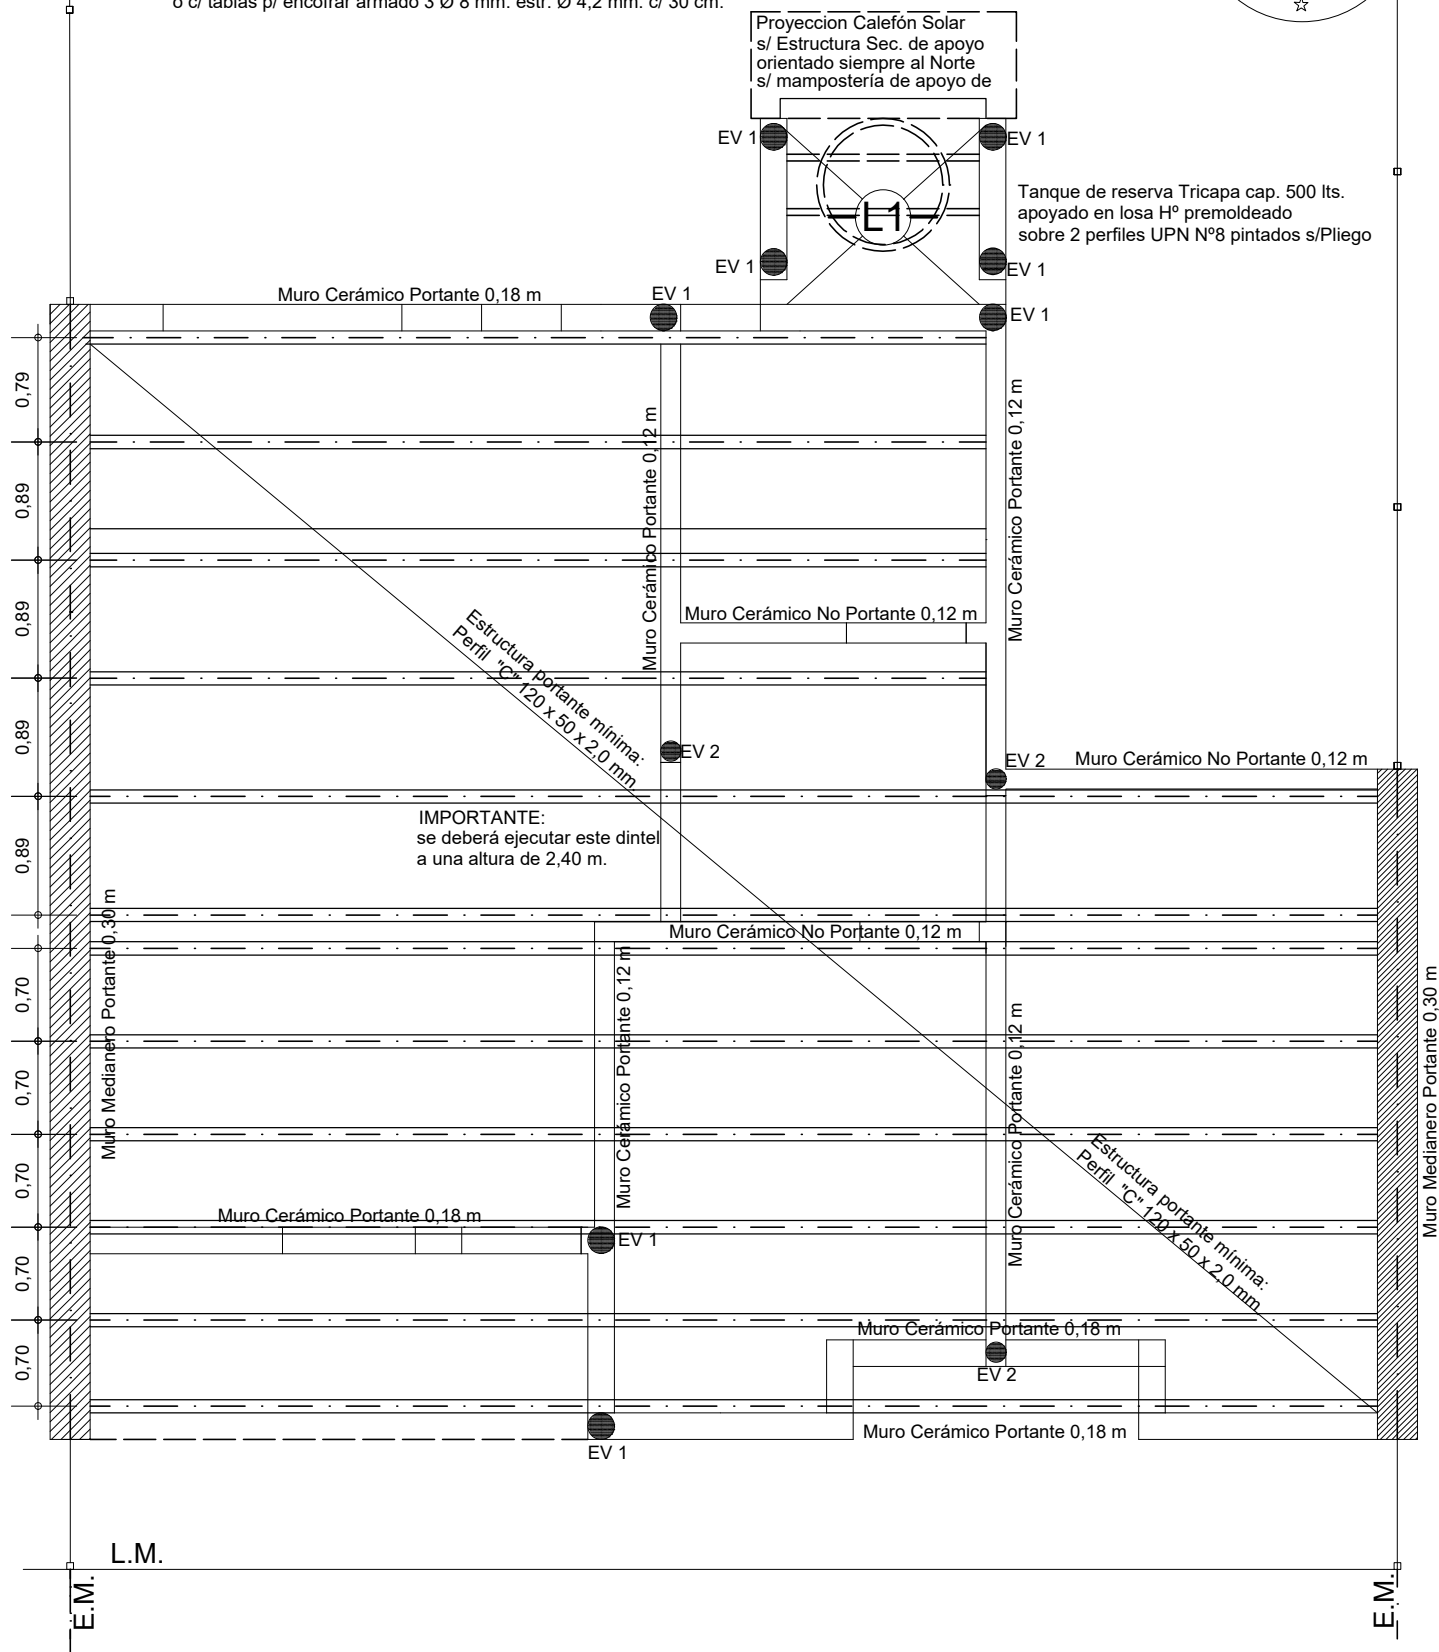 o c/ tablas p/ encofrar armado 3 Ø 8 mm. estr. Ø 4,2 mm. c/ 30 cm.
Proyeccion Calefón Solar
s/ Estructura Sec. de apoyo
orientado siempre al Norte
s/ mampostería de apoyo de
EV 1
EV 1
L1
Tanque de reserva Tricapa cap. 500 lts.
apoyado en losa Hº premoldeado
sobre 2 perfiles UPN Nº8 pintados s/Pliego
EV 1
EV 1
Muro Cerámico Portante 0,18 m
EV 1
EV 1
0,79
0,89
0,89
0,89
0,89
0,70
0,70
0,70
0,70
0,70
Muro Cerámico Portante 0,12 m
Muro Cerámico Portante 0,12 m
Muro Cerámico No Portante 0,12 m
Estructura portante mínima:
Perfil "C" 120 x 50 x 2,0 mm
EV 2
EV 2
Muro Cerámico No Portante 0,12 m
IMPORTANTE:
se deberá ejecutar este dintel
a una altura de 2,40 m.
Muro Medianero Portante 0,30 m
Muro Cerámico No Portante 0,12 m
Muro Cerámico Portante 0,12 m
Muro Cerámico Portante 0,12 m
Muro Medianero Portante 0,30 m
Estructura portante mínima:
Perfil "C" 120 x 50 x 2,0 mm
Muro Cerámico Portante 0,18 m
EV 1
Muro Cerámico Portante 0,18 m
EV 2
Muro Cerámico Portante 0,18 m
EV 1
L.M.
E.M.
E.M.